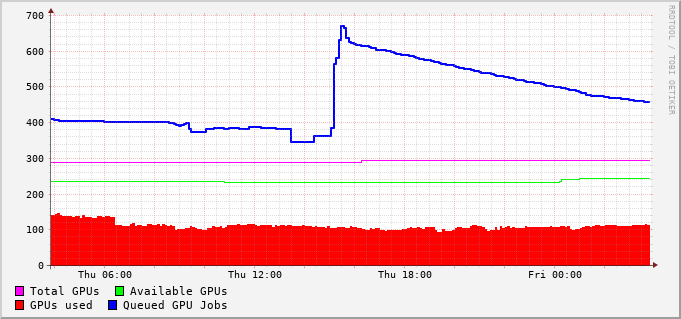 700
600
500
400
300
200
100
0
Thu 06:00 Thu 12:00 Thu 18:00 Fri 00:00
Total GPUs Available GPUs
GPUs used Queued GPU Jobs
RRDTOOL / TOBI OETIKER